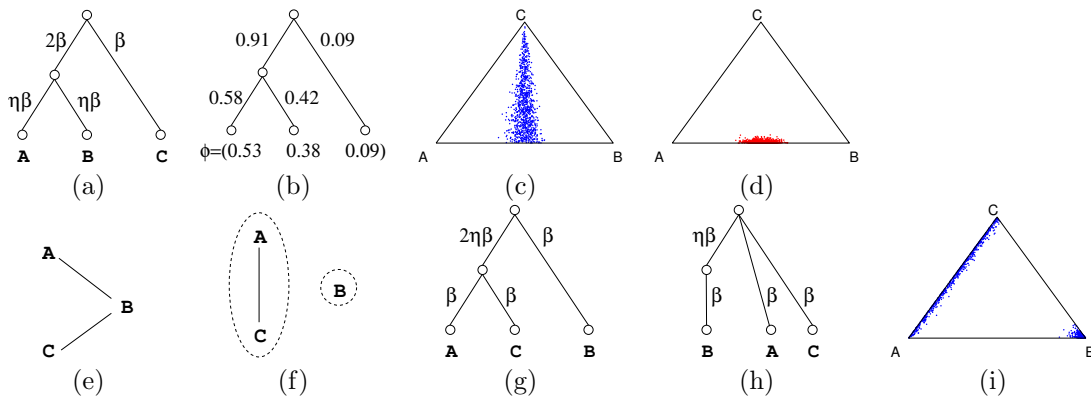 2β β
ηβ ηβ
A B C
(a)
0.91 0.09
0.58 0.42
ϕ=(0.53 0.38 0.09)
(b)
C
A B
(c)
C
A B
(d)
A
B
C
(e)
A
B
C
(f)
2ηβ β
β β
A C B
(g)
ηβ
β β β
B A C
(h)
C
A B
(i)